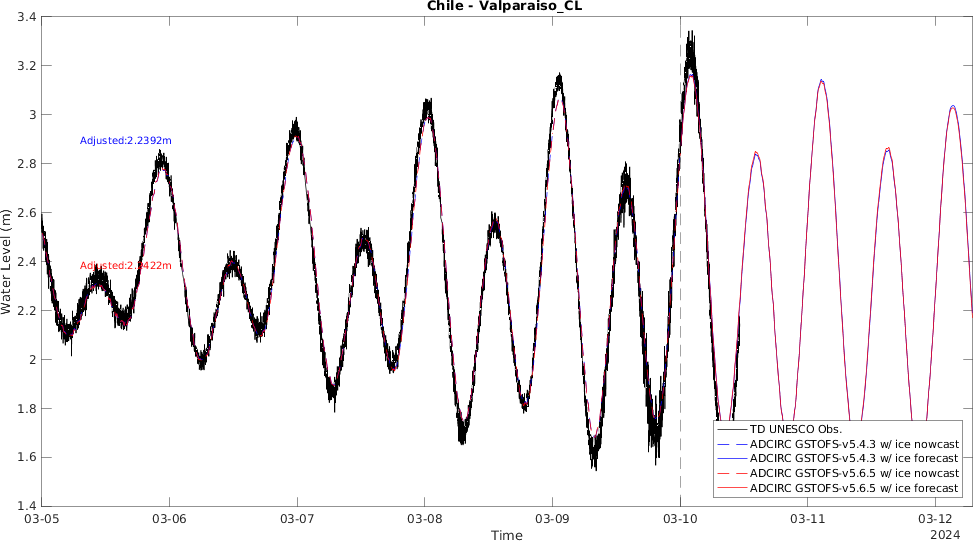 Chile - Valparaiso_CL
3.4
3.2
3
2.8
2.6
2.4
2.2
2
1.8
1.6
1.4
Water Level (m)
Adjusted:2.2392m
TD UNESCO Obs.
ADCIRC GSTOFS-v5.4.3 w/ ice nowcast
ADCIRC GSTOFS-v5.4.3 w/ ice forecast
ADCIRC GSTOFS-v5.6.5 w/ ice nowcast
ADCIRC GSTOFS-v5.6.5 w/ ice forecast
03-05
03-06
03-07
03-08
03-09
03-10
03-11
03-12
Time
2024